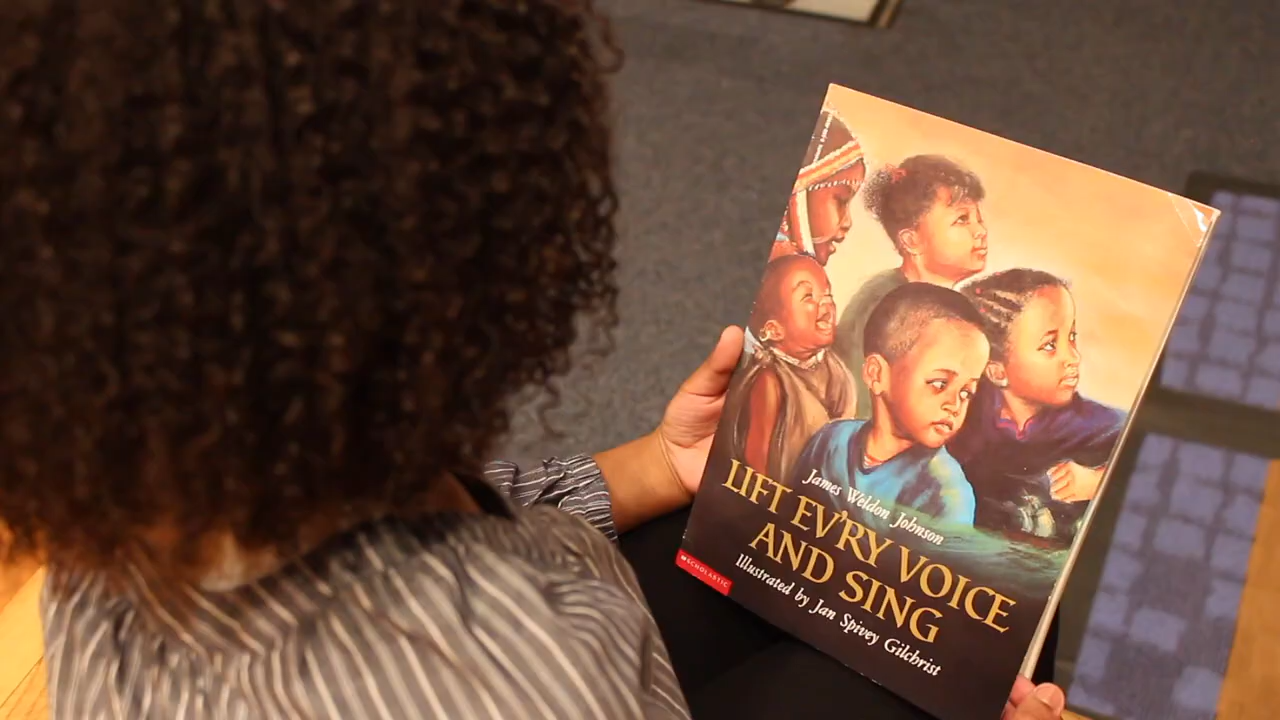 James Weldon Johnson
LIFT EV'RY VOICE
AND SING
Illustrated by Jan Spivey Gilchrist
SCHOLASTIC